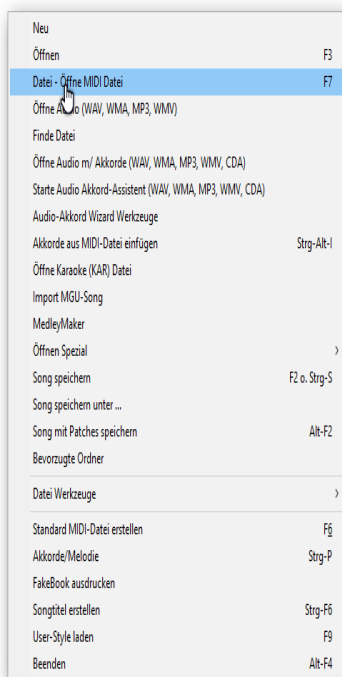 Neu
Öffnen F3
Datei - Öffne MIDI Datei F7
Öffne Audio (WAV, WMA, MP3, WMV)
Finde Datei
Öffne Audio m/ Akkorde (WAV, WMA, MP3, WMV, CDA)
Starte Audio Akkord-Assistent (WAV, WMA, MP3, WMV, CDA)
Audio-Akkord Wizard Werkzeuge
Akkorde aus MIDI-Datei einfügen Strg-Alt-I
Öffne Karaoke (KAR) Datei
Import MGU-Song
MedleyMaker
Öffnen Spezial
Song speichern F2 o. Strg-S
Song speichern unter ...
Song mit Patches speichern Alt-F2
Bevorzugte Ordner
Datei Werkzeuge
Standard MIDI-Datei erstellen F6
Akkorde/Melodie Strg-P
FakeBook ausdrucken
Songtitel erstellen Strg-F6
User-Style laden F9
Beenden Alt-F4